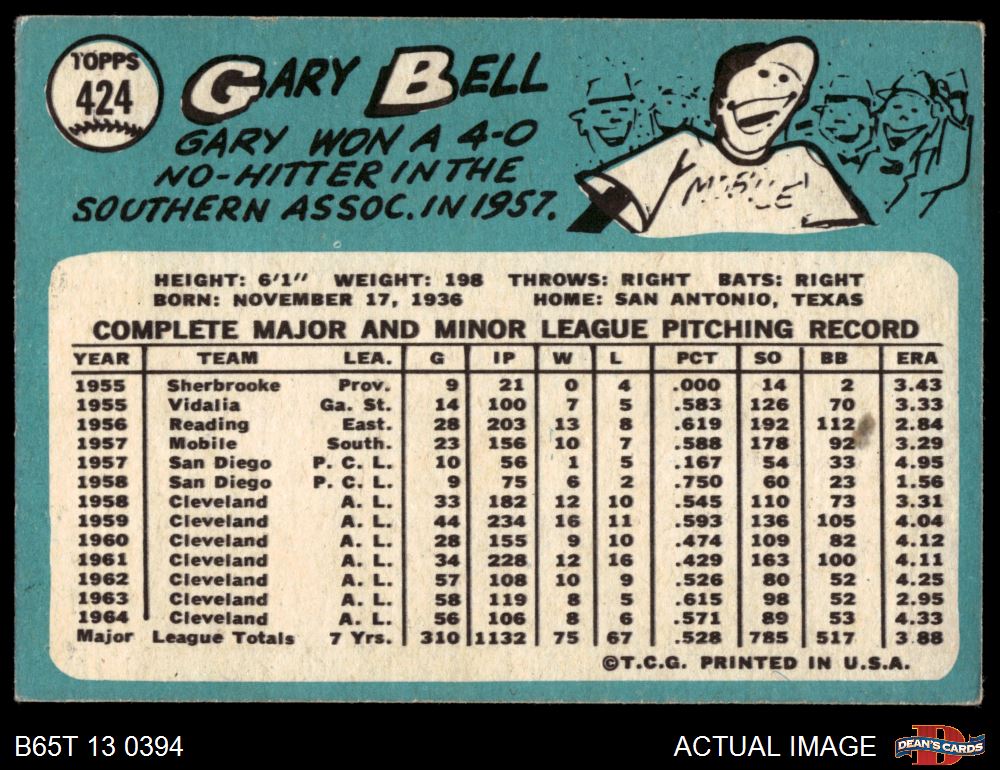 TOPPS
424
GARY BELL
GARY WON A 4-0
NO-HITTER IN THE
SOUTHERN ASSOC. IN 1957.
MOBILE
HEIGHT: 6'1" WEIGHT: 198 THROWS: RIGHT BATS: RIGHT
BORN: NOVEMBER 17, 1936 HOME: SAN ANTONIO, TEXAS
COMPLETE MAJOR AND MINOR LEAGUE PITCHING RECORD
YEAR TEAM LEA. G IP W L PCT SO BB ERA
1955 Sherbrooke Prov. 9 21 0 4 .000 14 2 3.43
1955 Vidalia Ga. St. 14 100 7 5 .583 126 70 3.33
1956 Reading East. 28 203 13 8 .619 192 112 2.84
1957 Mobile South. 23 156 10 7 .588 178 92 3.29
1957 San Diego P. C. L. 10 56 1 5 .167 54 33 4.95
1958 San Diego P. C. L. 9 75 6 2 .750 60 23 1.56
1958 Cleveland A. L. 33 182 12 10 .545 110 73 3.31
1959 Cleveland A. L. 44 234 16 11 .593 136 105 4.04
1960 Cleveland A. L. 28 155 9 10 .474 109 82 4.12
1961 Cleveland A. L. 34 228 12 16 .429 163 100 4.11
1962 Cleveland A. L. 57 108 10 9 .526 80 52 4.25
1963 Cleveland A. L. 58 119 8 5 .615 98 52 2.95
1964 Cleveland A. L. 56 106 8 6 .571 89 53 4.33
Major League Totals 7 Yrs. 310 1132 75 67 .528 785 517 3.88
©T.C.G. PRINTED IN U.S.A.
B65T 13 0394
ACTUAL IMAGE
DEAN'S CARDS